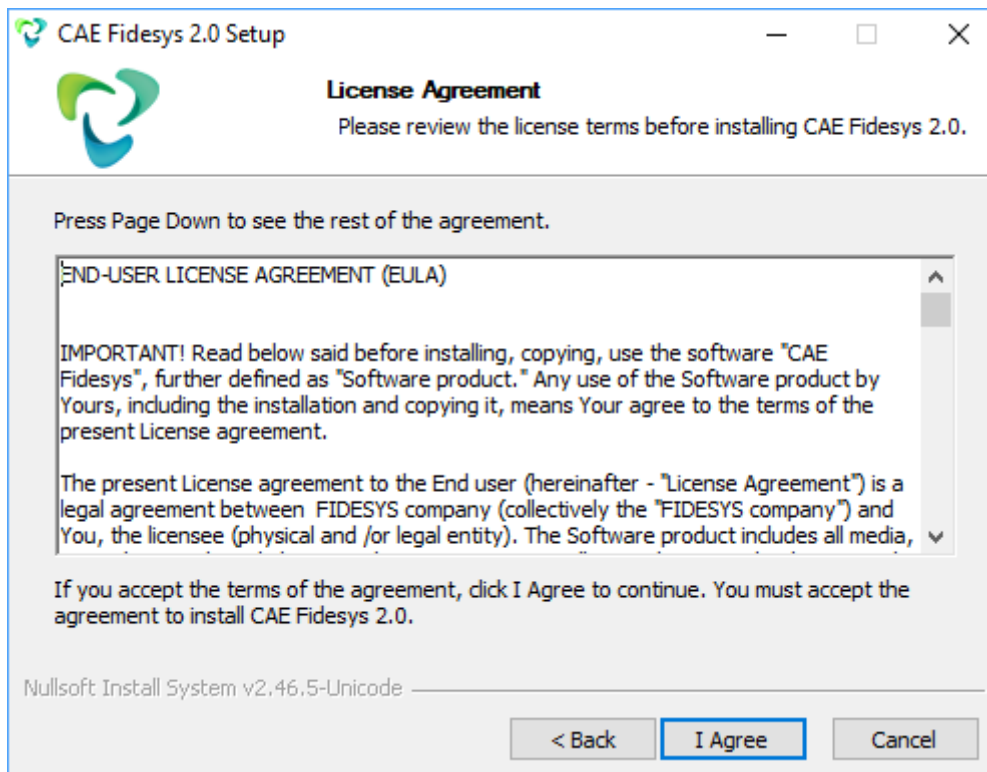 CAE Fidesys 2.0 Setup
License Agreement
Please review the license terms before installing CAE Fidesys 2.0.
Press Page Down to see the rest of the agreement.
END-USER LICENSE AGREEMENT (EULA)
IMPORTANT! Read below said before installing, copying, use the software "CAE
Fidesys", further defined as "Software product." Any use of the Software product by
Yours, including the installation and copying it, means Your agree to the terms of the
present License agreement.
The present License agreement to the End user (hereinafter - "License Agreement") is a
legal agreement between  FIDESYS company (collectively the "FIDESYS company") and
You, the licensee (physical and /or legal entity). The Software product includes all media,
If you accept the terms of the agreement, click I Agree to continue. You must accept the
agreement to install CAE Fidesys 2.0.
Nullsoft Install System v2.46.5-Unicode
< Back
I Agree
Cancel